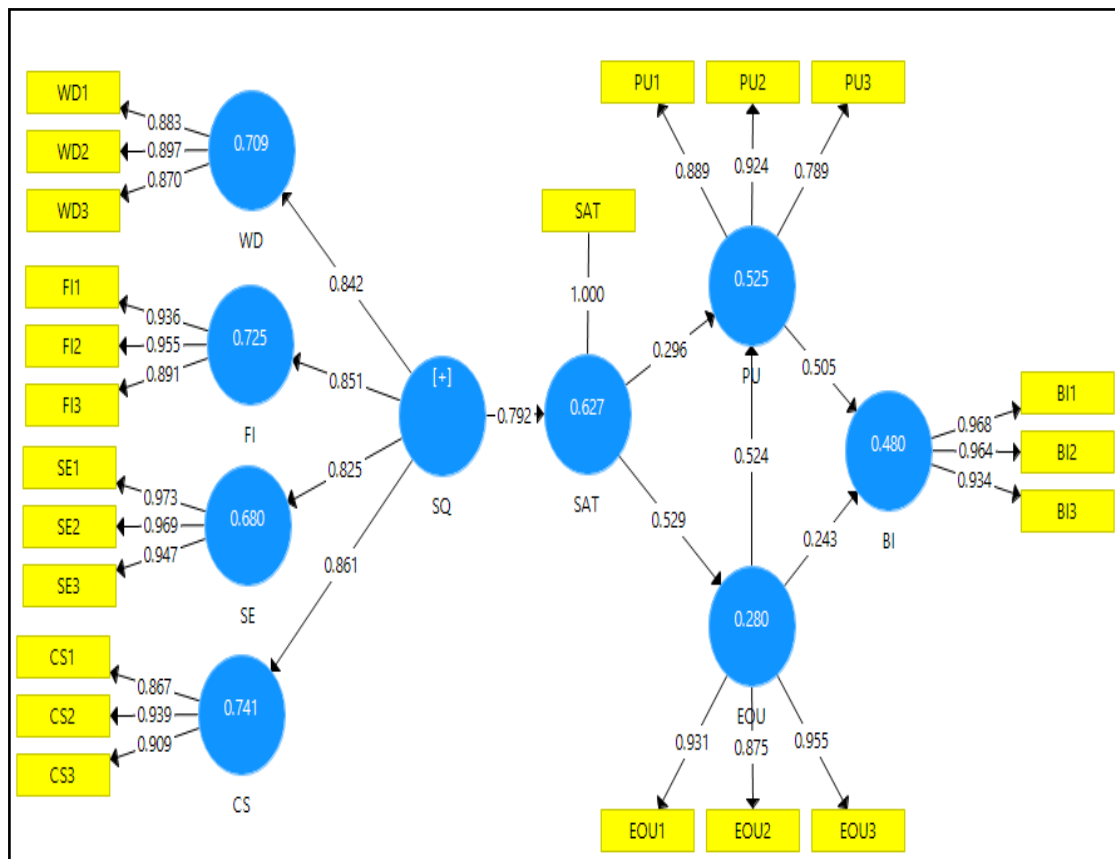 PU1 PU2 PU3
WD1
WD2
WD3
0.883
0.897
0.870
0.709
WD
0.889
0.924
0.789
SAT
1.000
FI1
FI2
FI3
0.936
0.955
0.891
0.725
FI
0.842
0.851
0.825
0.861
[+]
SQ
0.792
0.627
SAT
0.296
0.529
0.525
PU
0.524
0.505
0.243
0.480
BI
0.968
0.964
0.934
BI1
BI2
BI3
SE1
SE2
SE3
0.973
0.969
0.947
0.680
SE
CS1
CS2
CS3
0.867
0.939
0.909
0.741
CS
0.280
EOU
0.931
0.875
0.955
EOU1 EOU2 EOU3